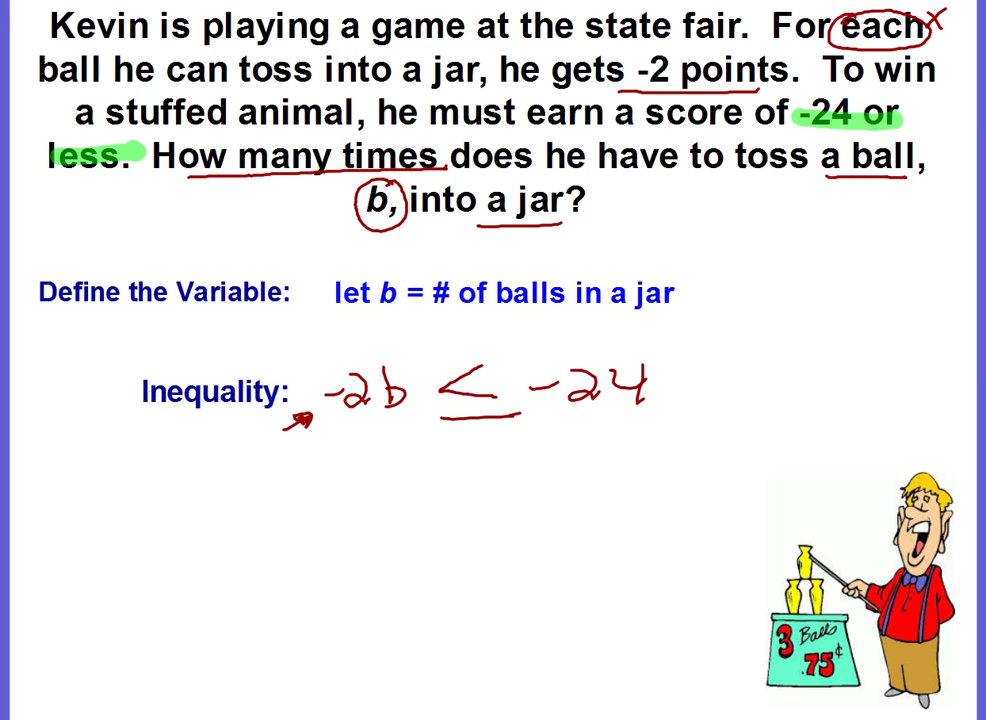 Kevin is playing a game at the state fair. For each x
ball he can toss into a jar, he gets -2 points. To win
a stuffed animal, he must earn a score of -24 or
less. How many times does he have to toss a ball,
b, into a jar?
Define the Variable: let b = # of balls in a jar
Inequality: -2b ≤ -24
3 Balls
.75¢